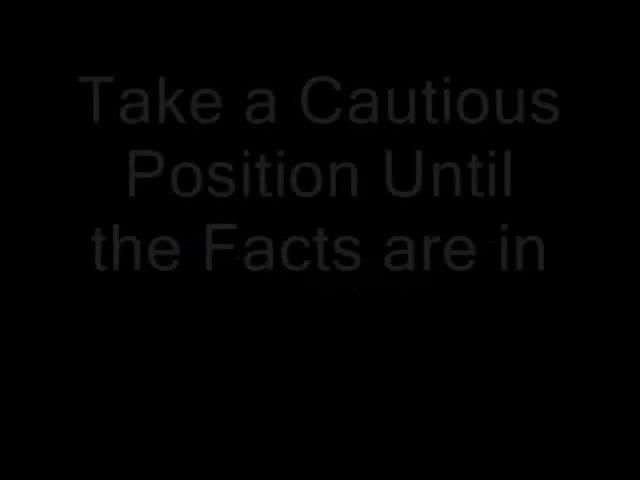 Take a Cautious
Position Until
the Facts are in